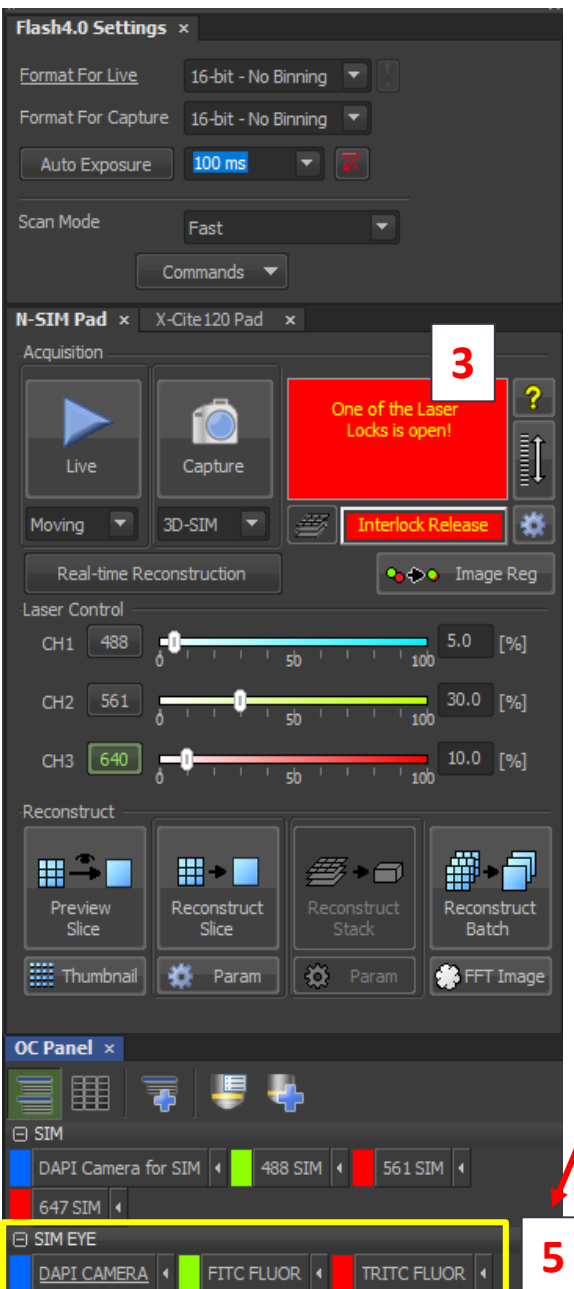 Flash4.0 Settings ×
Format For Live 16-bit - No Binning
Format For Capture 16-bit - No Binning
Auto Exposure 100 ms
Scan Mode Fast
Commands
N-SIM Pad × X-Cite120 Pad ×
Acquisition
3
One of the Laser
Locks is open!
?
Live Capture
Moving 3D-SIM Interlock Release
Real-time Reconstruction Image Reg
Laser Control
CH1 488 5.0 [%]
0 50 100
CH2 561 30.0 [%]
0 50 100
CH3 640 10.0 [%]
0 50 100
Reconstruct
Preview
Slice
Reconstruct
Slice
Reconstruct
Stack
Reconstruct
Batch
Thumbnail Param Param FFT Image
OC Panel ×
SIM
DAPI Camera for SIM 488 SIM 561 SIM
647 SIM
SIM EYE
5
DAPI CAMERA FITC FLUOR TRITC FLUOR